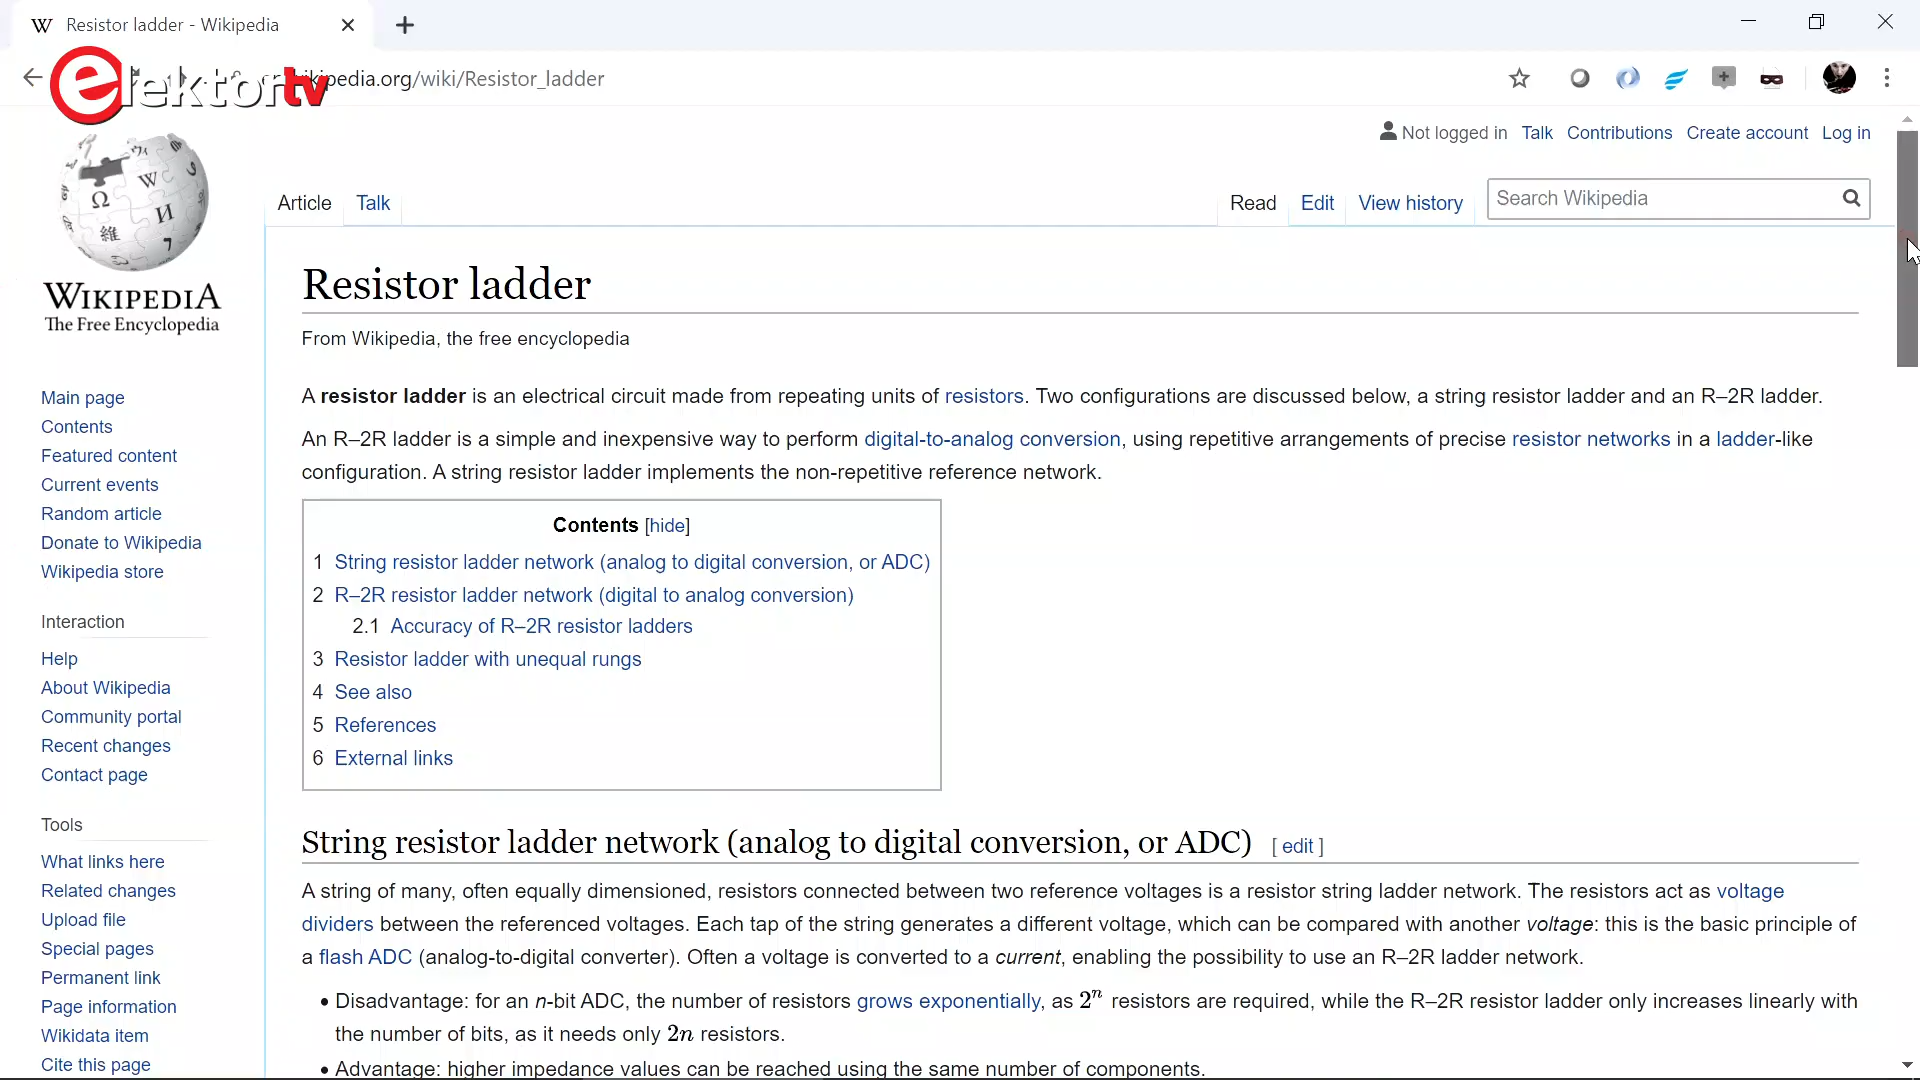 Resistor ladder - Wikipedia
elektortv
kipedia.org/wiki/Resistor_ladder
Not logged in Talk Contributions Create account Log in
Article Talk Read Edit View history Search Wikipedia
WIKIPEDIA
The Free Encyclopedia
Main page
Contents
Featured content
Current events
Random article
Donate to Wikipedia
Wikipedia store
Interaction
Help
About Wikipedia
Community portal
Recent changes
Contact page
Tools
What links here
Related changes
Upload file
Special pages
Permanent link
Page information
Wikidata item
Cite this page
Resistor ladder
From Wikipedia, the free encyclopedia
A resistor ladder is an electrical circuit made from repeating units of resistors. Two configurations are discussed below, a string resistor ladder and an R–2R ladder.
An R–2R ladder is a simple and inexpensive way to perform digital-to-analog conversion, using repetitive arrangements of precise resistor networks in a ladder-like
configuration. A string resistor ladder implements the non-repetitive reference network.
Contents [hide]
1 String resistor ladder network (analog to digital conversion, or ADC)
2 R–2R resistor ladder network (digital to analog conversion)
2.1 Accuracy of R–2R resistor ladders
3 Resistor ladder with unequal rungs
4 See also
5 References
6 External links
String resistor ladder network (analog to digital conversion, or ADC) [ edit ]
A string of many, often equally dimensioned, resistors connected between two reference voltages is a resistor string ladder network. The resistors act as voltage
dividers between the referenced voltages. Each tap of the string generates a different voltage, which can be compared with another voltage: this is the basic principle of
a flash ADC (analog-to-digital converter). Often a voltage is converted to a current, enabling the possibility to use an R–2R ladder network.
• Disadvantage: for an n-bit ADC, the number of resistors grows exponentially, as 2ⁿ resistors are required, while the R–2R resistor ladder only increases linearly with
the number of bits, as it needs only 2n resistors.
• Advantage: higher impedance values can be reached using the same number of components.